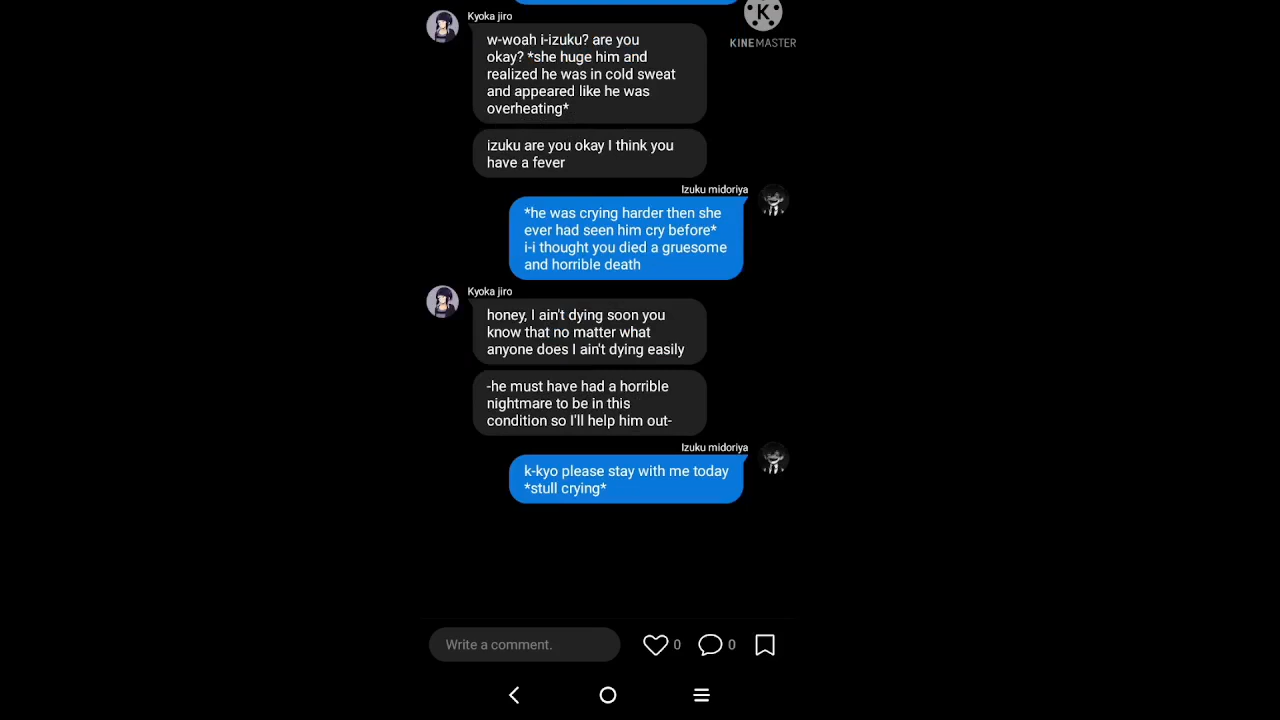 Kyoka jiro
K
KINEMASTER
w-woah i-izuku? are you
okay? *she huge him and
realized he was in cold sweat
and appeared like he was
overheating*
izuku are you okay I think you
have a fever
Izuku midoriya
*he was crying harder then she
ever had seen him cry before*
i-i thought you died a gruesome
and horrible death
Kyoka jiro
honey, I ain't dying soon you
know that no matter what
anyone does I ain't dying easily
-he must have had a horrible
nightmare to be in this
condition so I'll help him out-
Izuku midoriya
k-kyo please stay with me today
*stull crying*
Write a comment.
0
0